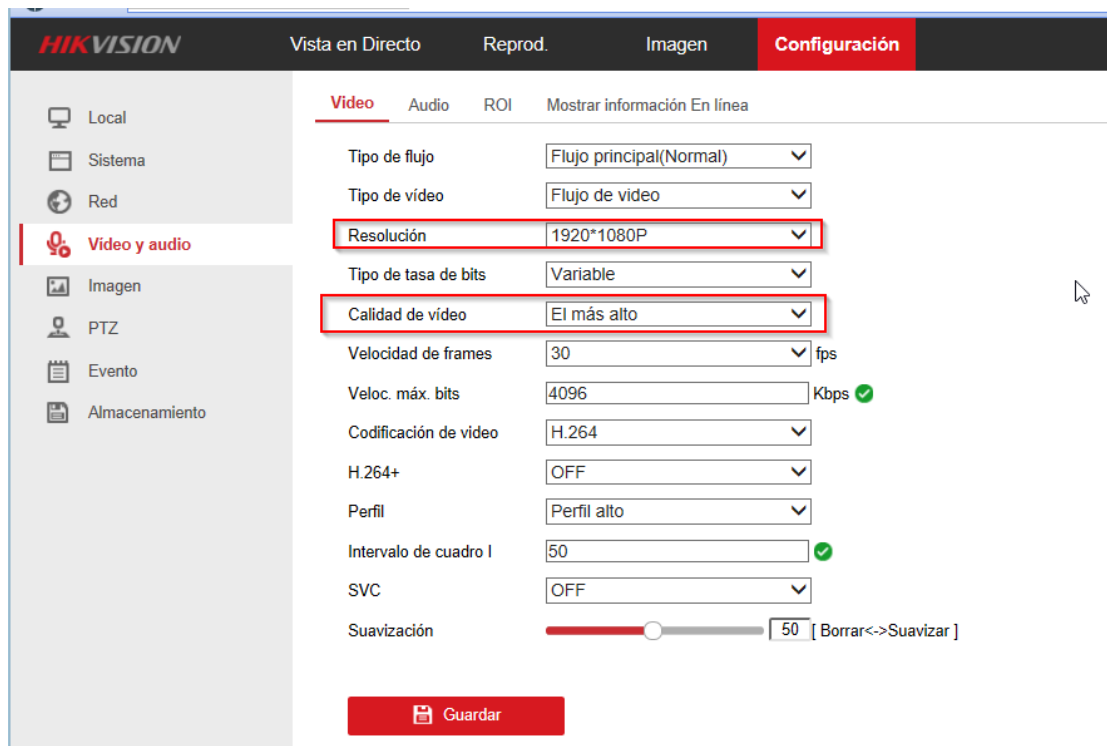 HIKVISION Vista en Directo Reprod. Imagen Configuración
Local
Sistema
Red
Vídeo y audio
Imagen
PTZ
Evento
Almacenamiento
Video Audio ROI Mostrar información En línea
Tipo de flujo Flujo principal(Normal)
Tipo de vídeo Flujo de video
Resolución 1920*1080P
Tipo de tasa de bits Variable
Calidad de vídeo El más alto
Velocidad de frames 30 fps
Veloc. máx. bits 4096 Kbps
Codificación de video H.264
H.264+ OFF
Perfil Perfil alto
Intervalo de cuadro I 50
SVC OFF
Suavización 50 [ Borrar<->Suavizar ]
Guardar